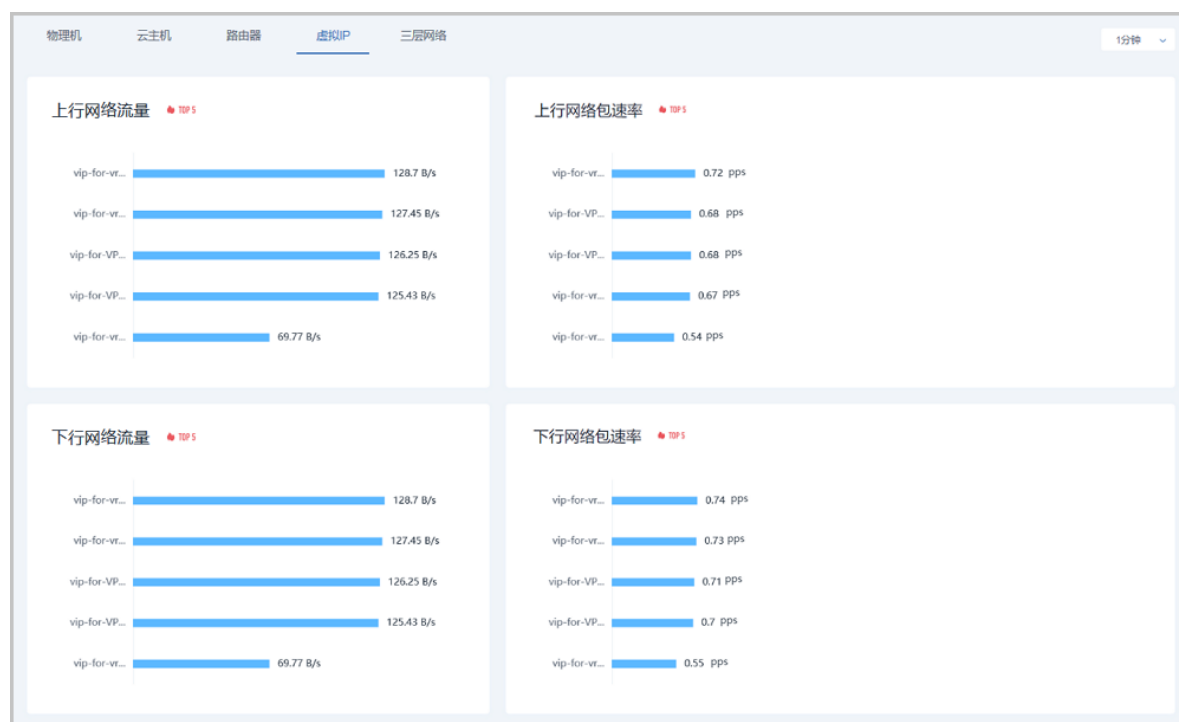 物理机 云主机 路由器 虚拟IP 三层网络 1分钟
上行网络流量 TOP 5
vip-for-vr... 128.7 B/s
vip-for-vr... 127.45 B/s
vip-for-VP... 126.25 B/s
vip-for-VP... 125.43 B/s
vip-for-vr... 69.77 B/s
上行网络包速率 TOP 5
vip-for-vr... 0.72 pps
vip-for-VP... 0.68 pps
vip-for-VP... 0.68 pps
vip-for-vr... 0.67 pps
vip-for-vr... 0.54 pps
下行网络流量 TOP 5
vip-for-vr... 128.7 B/s
vip-for-vr... 127.45 B/s
vip-for-VP... 126.25 B/s
vip-for-VP... 125.43 B/s
vip-for-vr... 69.77 B/s
下行网络包速率 TOP 5
vip-for-vr... 0.74 pps
vip-for-vr... 0.73 pps
vip-for-VP... 0.71 pps
vip-for-VP... 0.7 pps
vip-for-vr... 0.55 pps